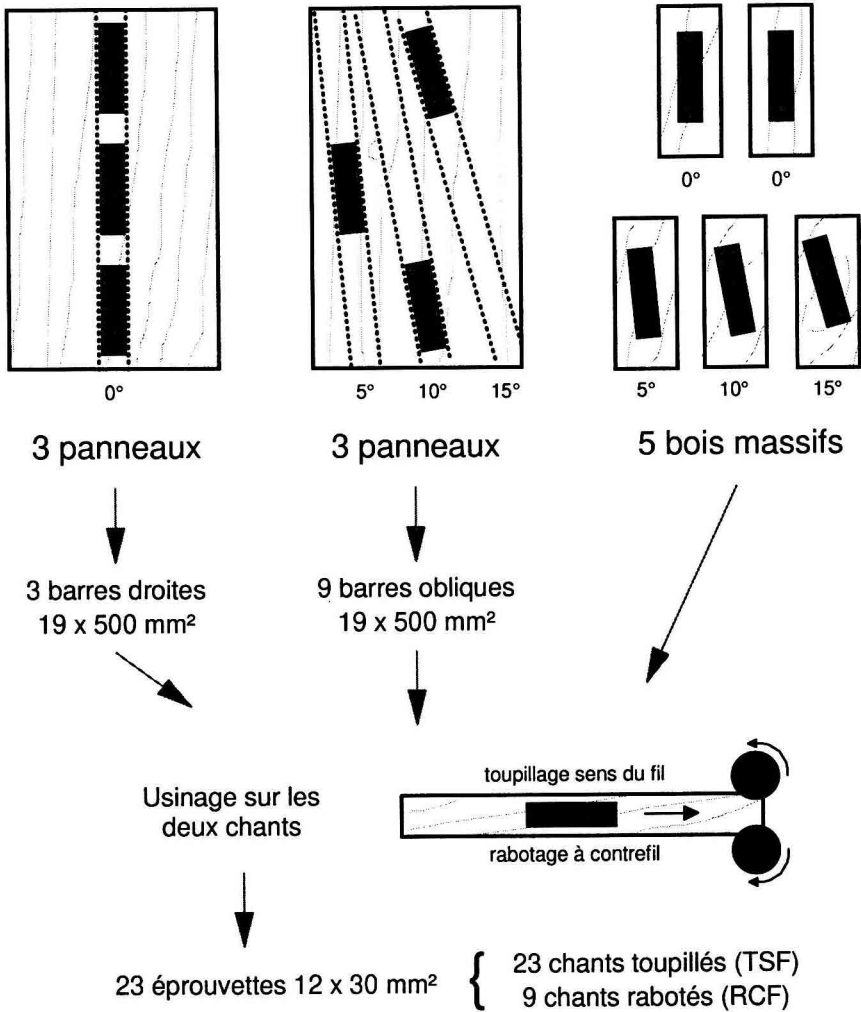 0°
0°
0°
5°
10°
15°
5°
10°
15°
3 panneaux
3 panneaux
5 bois massifs
3 barres droites
19 x 500 mm²
9 barres obliques
19 x 500 mm²
Usinage sur les
deux chants
toupillage sens du fil
rabotage à contrefil
23 éprouvettes 12 x 30 mm²
{
23 chants toupillés (TSF)
9 chants rabotés (RCF)